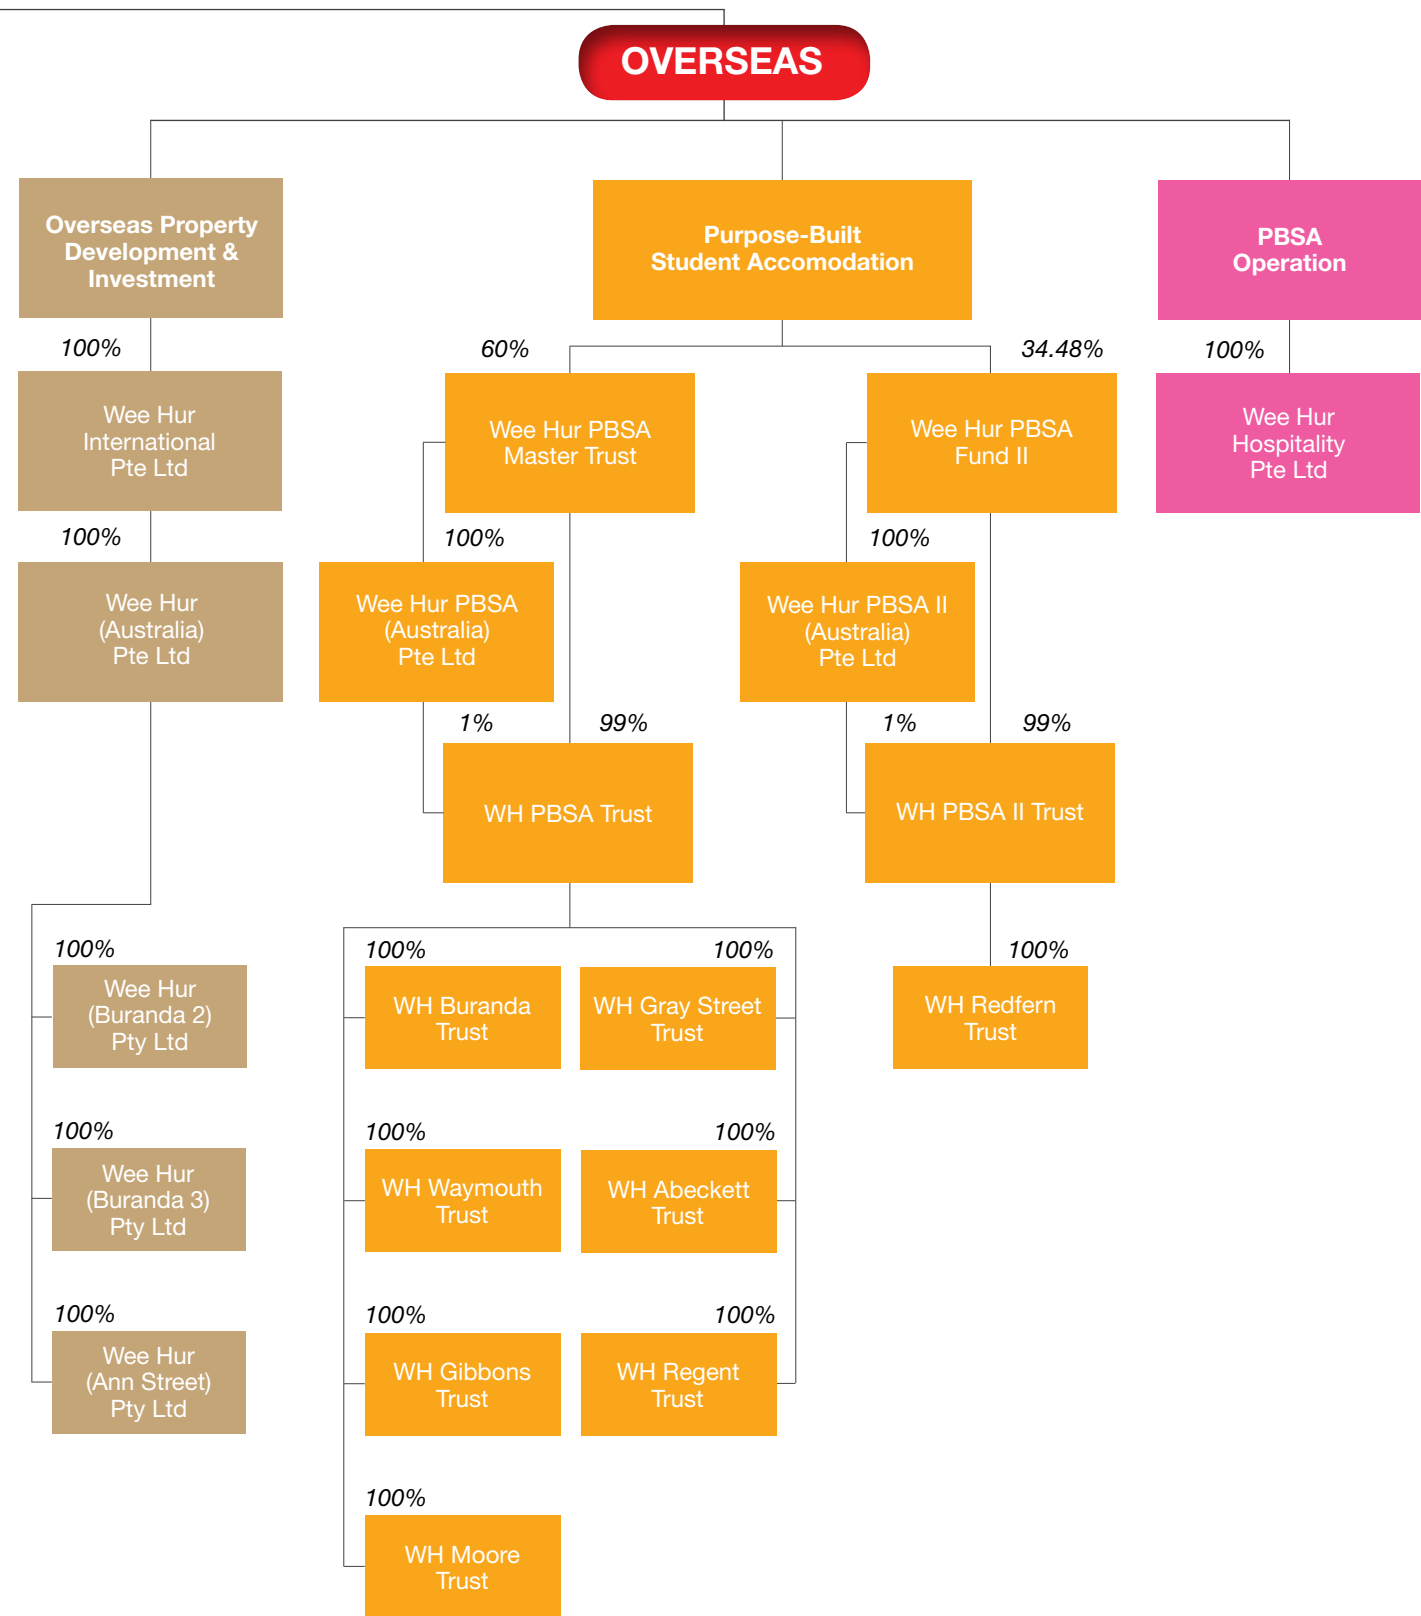 OVERSEAS
Overseas Property
Development &
Investment
Purpose-Built
Student Accomodation
PBSA
Operation
100%
60%
34.48%
100%
Wee Hur
International
Pte Ltd
Wee Hur PBSA
Master Trust
Wee Hur PBSA
Fund II
Wee Hur
Hospitality
Pte Ltd
100%
100%
100%
Wee Hur
(Australia)
Pte Ltd
Wee Hur PBSA
(Australia)
Pte Ltd
Wee Hur PBSA II
(Australia)
Pte Ltd
1%
99%
1%
99%
WH PBSA Trust
WH PBSA II Trust
100%
100%
100%
100%
Wee Hur
(Buranda 2)
Pty Ltd
WH Buranda
Trust
WH Gray Street
Trust
WH Redfern
Trust
100%
100%
100%
Wee Hur
(Buranda 3)
Pty Ltd
WH Waymouth
Trust
WH Abeckett
Trust
100%
100%
100%
Wee Hur
(Ann Street)
Pty Ltd
WH Gibbons
Trust
WH Regent
Trust
100%
WH Moore
Trust